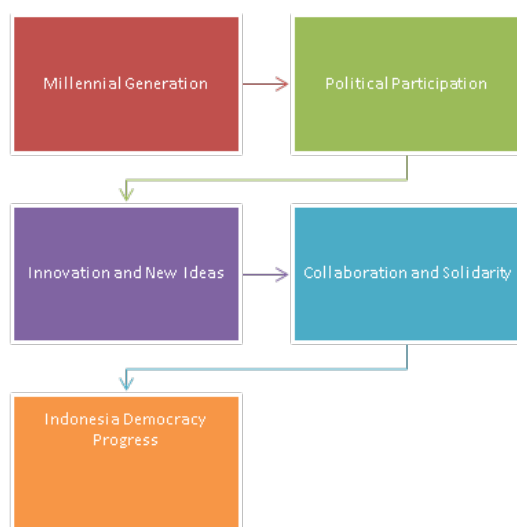 Millennial Generation
Political Participation
Innovation and New Ideas
Collaboration and Solidarity
Indonesia Democracy
Progress